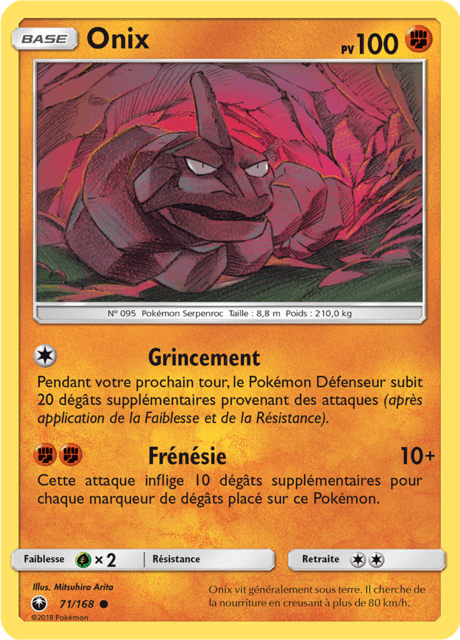 BASE Onix PV 100
N° 095 Pokémon Serpenroc Taille : 8,8 m Poids : 210,0 kg
Grincement
Pendant votre prochain tour, le Pokémon Défenseur subit
20 dégâts supplémentaires provenant des attaques (après
application de la Faiblesse et de la Résistance).
Frénésie 10+
Cette attaque inflige 10 dégâts supplémentaires pour
chaque marqueur de dégâts placé sur ce Pokémon.
Faiblesse ×2 Résistance Retraite
Illus. Mitsuhiro Arita
71/168
©2018 Pokémon
Onix vit généralement sous terre. Il cherche de
la nourriture en creusant à plus de 80 km/h.